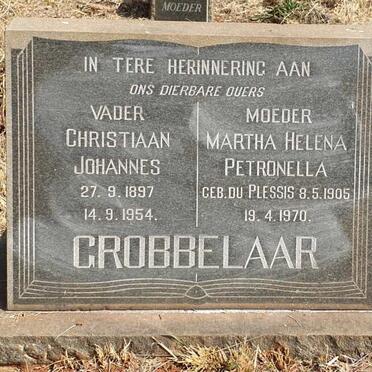 MOEDER
IN TERE HERINNERING AAN
ONS DIERBARE OUERS
VADER
CHRISTIAAN
JOHANNES
27. 9. 1897
14. 9. 1954.
MOEDER
MARTHA HELENA
PETRONELLA
GEB. DU PLESSIS 8.5.1905
19. 4. 1970.
GROBBELAAR